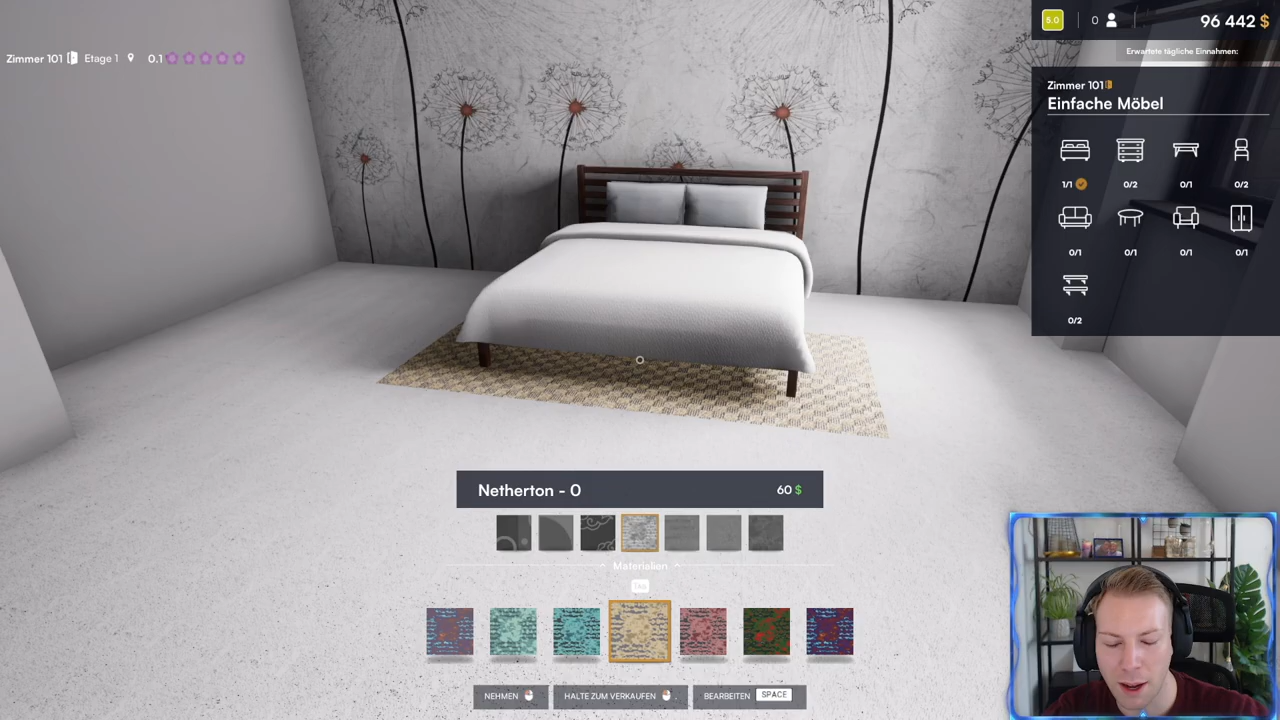 5.0
0
96 442 $
Erwartete tägliche Einnahmen:
Zimmer 101 Etage 1 0.1
Zimmer 101
Einfache Möbel
1/1 0/2 0/1 0/2
0/1 0/1 0/1 0/1
0/2
Netherton - 0 60 $
Materialien
NEHMEN HALTE ZUM VERKAUFEN BEARBEITEN SPACE